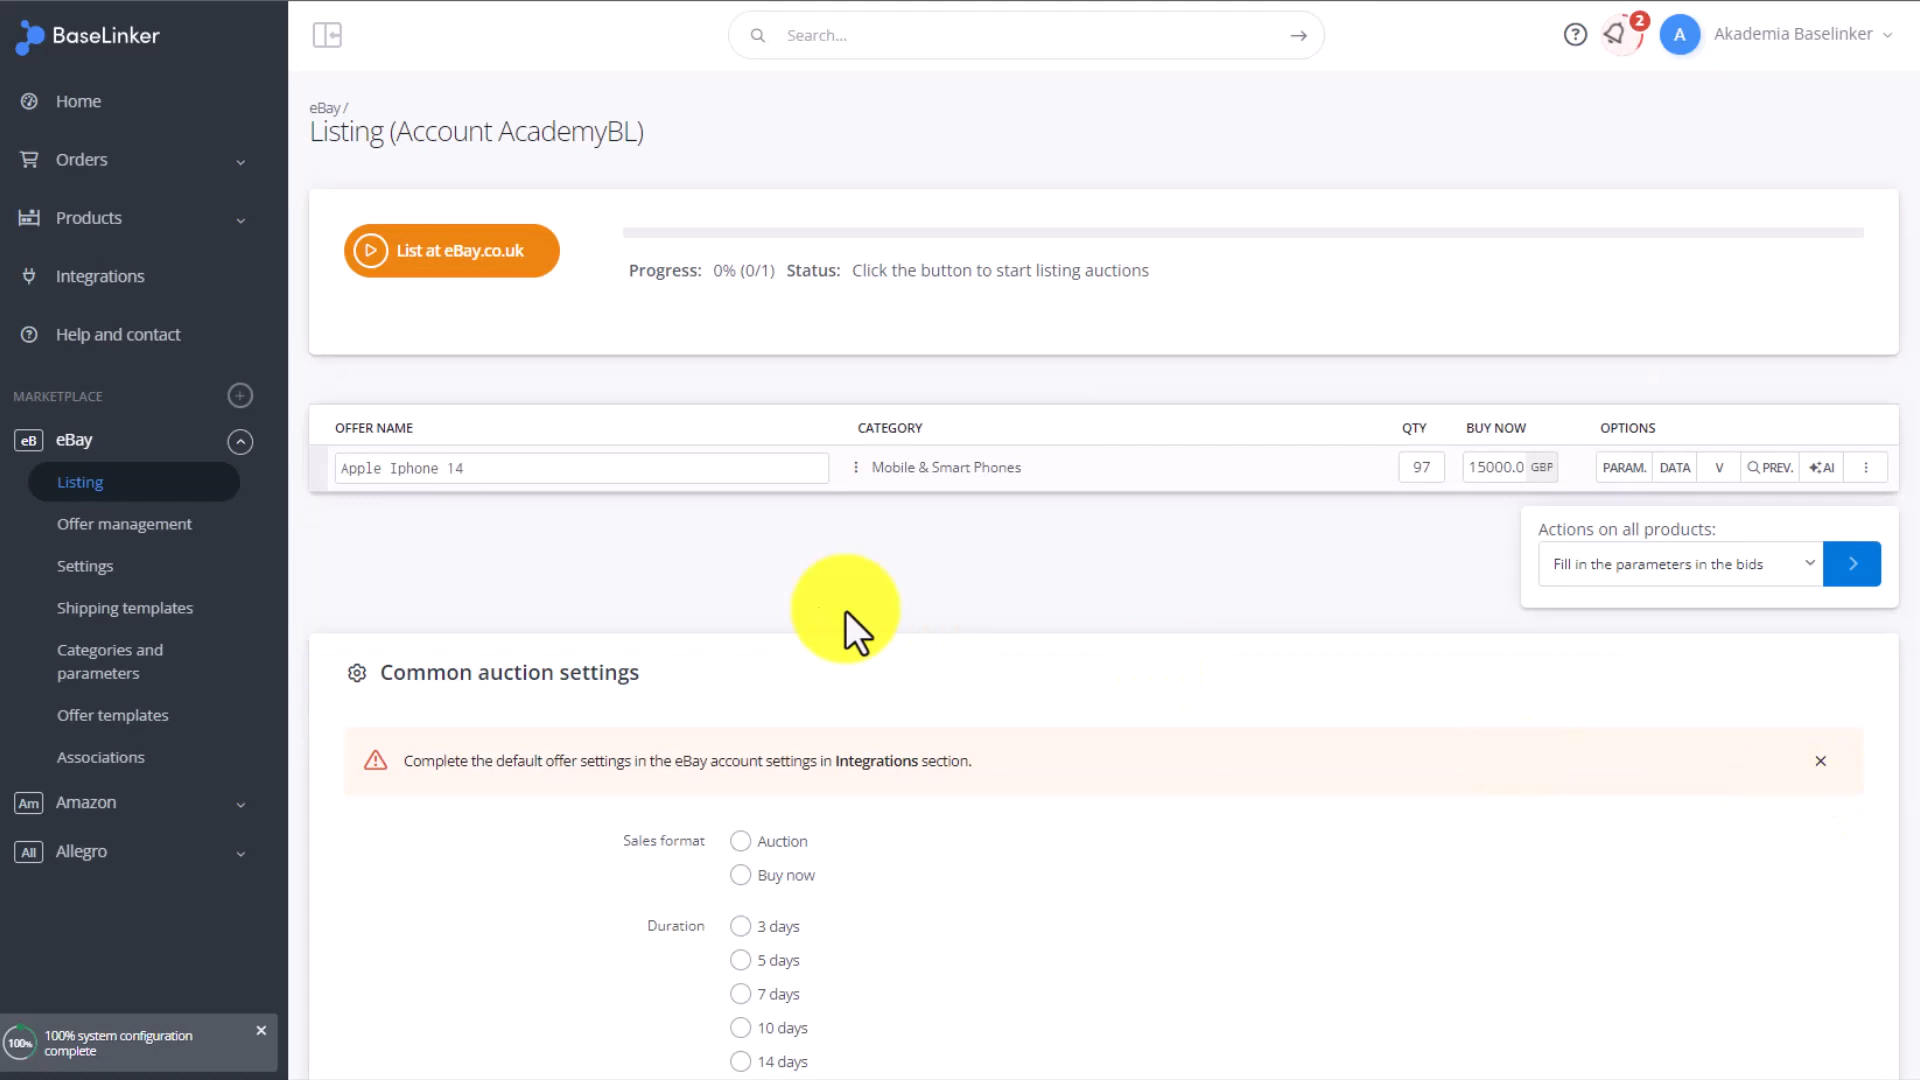 BaseLinker
Search...
2
A
Akademia Baselinker
Home
Orders
Products
Integrations
Help and contact
MARKETPLACE
eB
eBay
Listing
Offer management
Settings
Shipping templates
Categories and
parameters
Offer templates
Associations
Am
Amazon
All
Allegro
100%
100% system configuration
complete
eBay /
Listing (Account AcademyBL)
List at eBay.co.uk
Progress: 0% (0/1) Status: Click the button to start listing auctions
OFFER NAME CATEGORY QTY BUY NOW OPTIONS
Apple Iphone 14 Mobile & Smart Phones 97 15000.0 GBP PARAM. DATA V PREV. AI
Actions on all products:
Fill in the parameters in the bids
Common auction settings
Complete the default offer settings in the eBay account settings in Integrations section.
Sales format Auction
Buy now
Duration 3 days
5 days
7 days
10 days
14 days